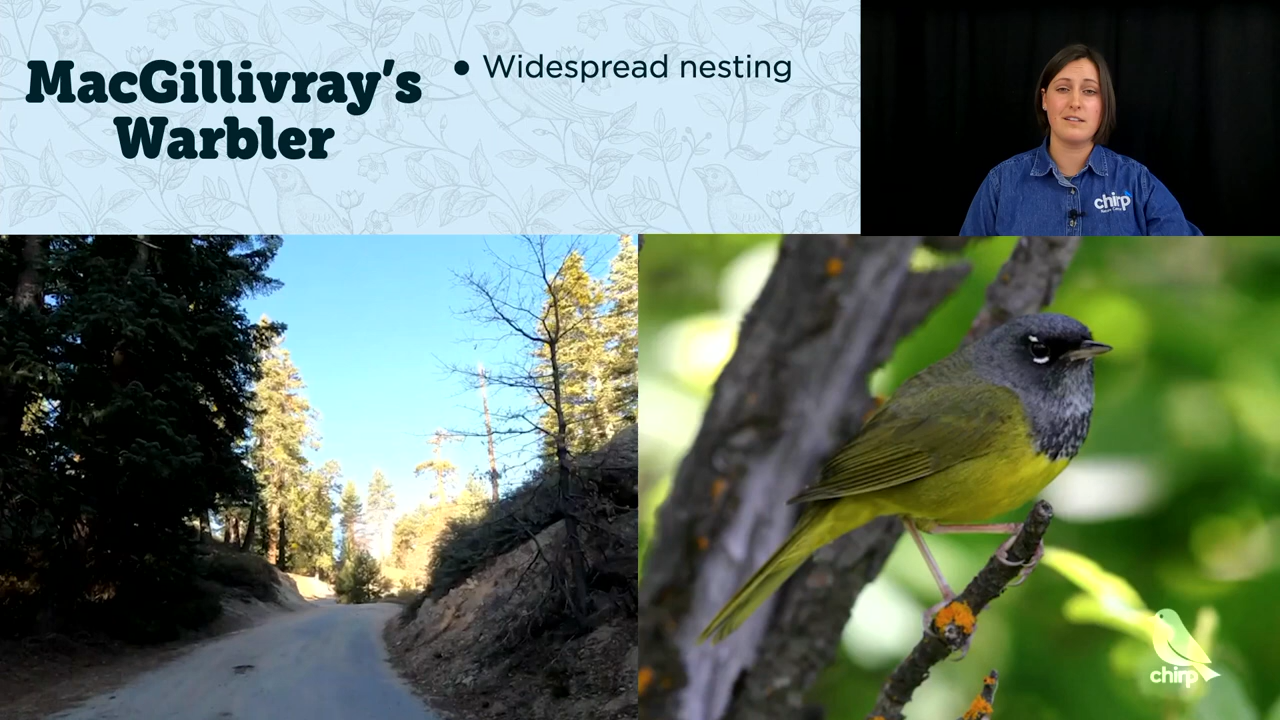 MacGillivray's
Warbler
• Widespread nesting
chirp
chirp